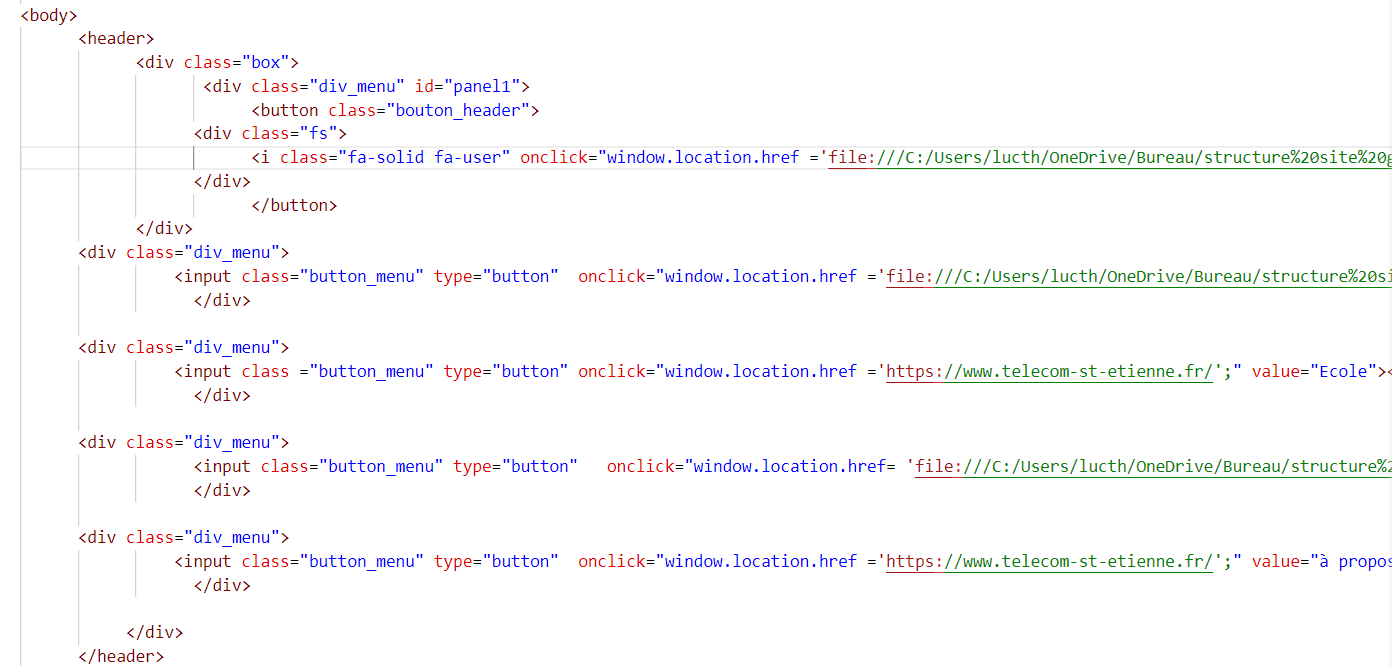 <body>
<header>
<div class="box">
<div class="div_menu" id="panel1">
<button class="bouton_header">
<div class="fs">
<i class="fa-solid fa-user" onclick="window.location.href ='file:///C:/Users/lucth/OneDrive/Bureau/structure%20site%20g
</div>
</button>
</div>
<div class="div_menu">
<input class="button_menu" type="button" onclick="window.location.href ='file:///C:/Users/lucth/OneDrive/Bureau/structure%20si
</div>
<div class="div_menu">
<input class ="button_menu" type="button" onclick="window.location.href ='https://www.telecom-st-etienne.fr/';" value="Ecole"><
</div>
<div class="div_menu">
<input class="button_menu" type="button" onclick="window.location.href= 'file:///C:/Users/lucth/OneDrive/Bureau/structure%2
</div>
<div class="div_menu">
<input class="button_menu" type="button" onclick="window.location.href ='https://www.telecom-st-etienne.fr/';" value="à propos
</div>
</div>
</header>